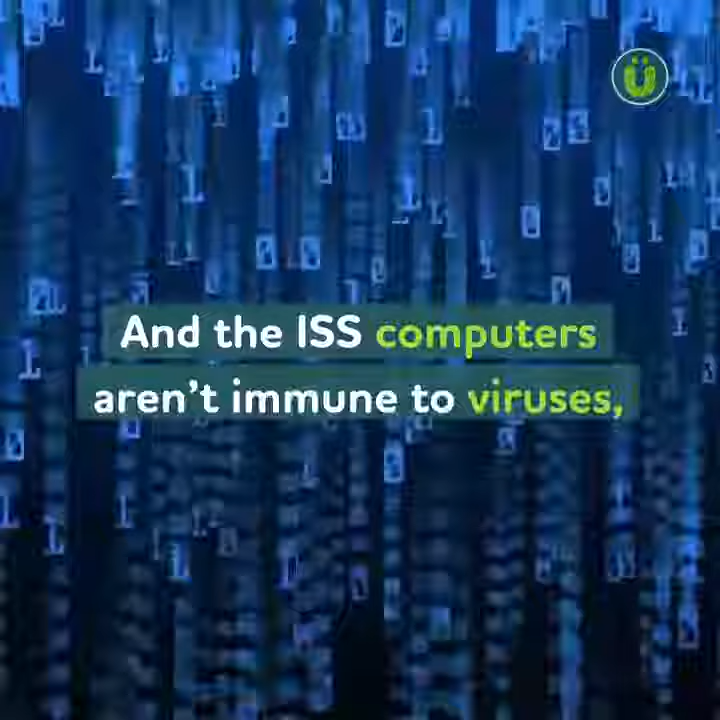 And the ISS computers
aren't immune to viruses,